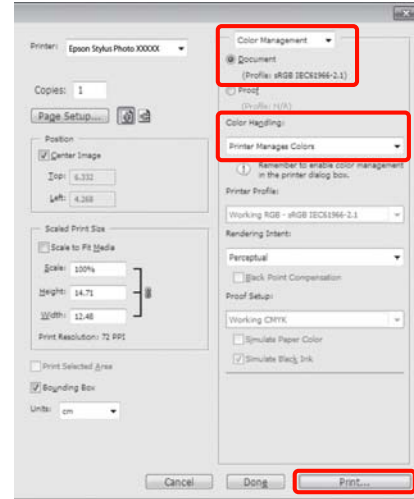 Printer: Epson Stylus Photo XXXXX
Copies: 1
Page Setup...
Position
Center Image
Top: 6.332
Left: 4.268
Scaled Print Size
Scale to Fit Media
Scale: 100%
Height: 14.71
Width: 12.48
Print Resolution: 72 PPI
Print Selected Area
Bounding Box
Units: cm
Color Management
Document
(Profile: sRGB IEC61966-2.1)
Proof
(Profile: N/A)
Color Handling:
Printer Manages Colors
Remember to enable color management
in the printer dialog box.
Printer Profile:
Working RGB - sRGB IEC61966-2.1
Rendering Intent:
Perceptual
Black Point Compensation
Proof Setup:
Working CMYK
Simulate Paper Color
Simulate Black Ink
Cancel
Done
Print...